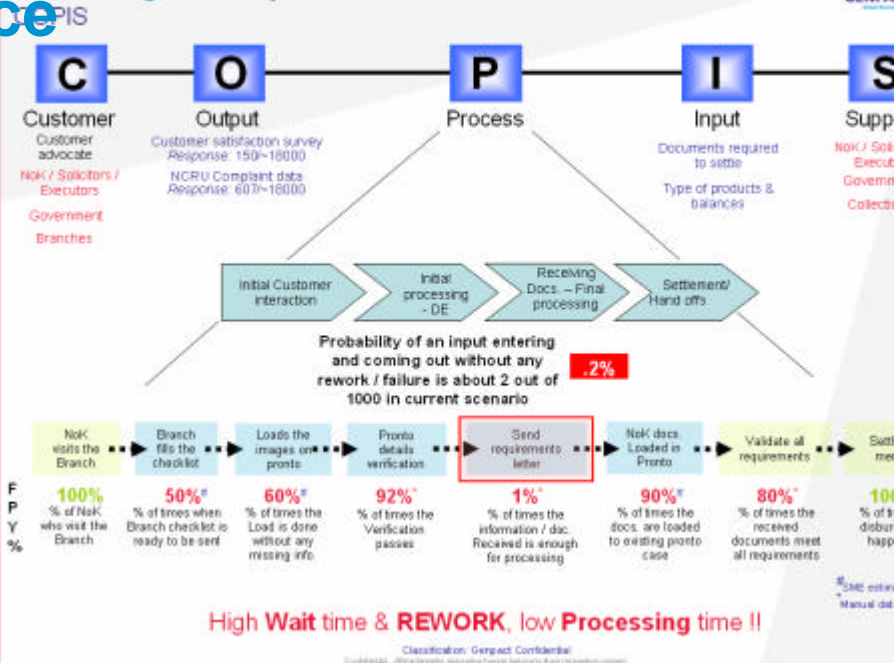 COPIS
C
O
P
I
S
Customer
Output
Process
Input
Customer
advocate
NoK / Solicitors /
Executors
Government
Branches
Customer satisfaction survey
Response: 150/~18000
NCRU Complaint data
Response: 607/~18000
Documents required
to settle
Type of products &
balances
NoK /
Initial Customer
interaction
Initial
processing
- DE
Receiving
Docs. – Final
processing
Settlement/
Hand offs
Probability of an input entering
and coming out without any
rework / failure is about 2 out of
1000 in current scenario
.2%
NoK
visits the
Branch
Branch
fills the
checklist
Loads the
images on
pronto
Pronto
details
verification
Send
requirements
letter
NoK docs.
Loaded in
Pronto
Validate all
requirements
F
P
Y
%
100%
% of NoK
who visit the
Branch
50%#
% of times when
Branch checklist is
ready to be sent
60%#
% of times the
Load is done
without any
missing info.
92%*
% of times the
Verification
passes
1%*
% of times the
information / doc.
Received is enough
for processing
90%#
% of times the
docs. are loaded
to existing pronto
case
80%*
% of times the
received
documents meet
all requirements
100
% of
#SME
*Manual
High Wait time & REWORK, low Processing time !!
Classification: Genpact Confidential